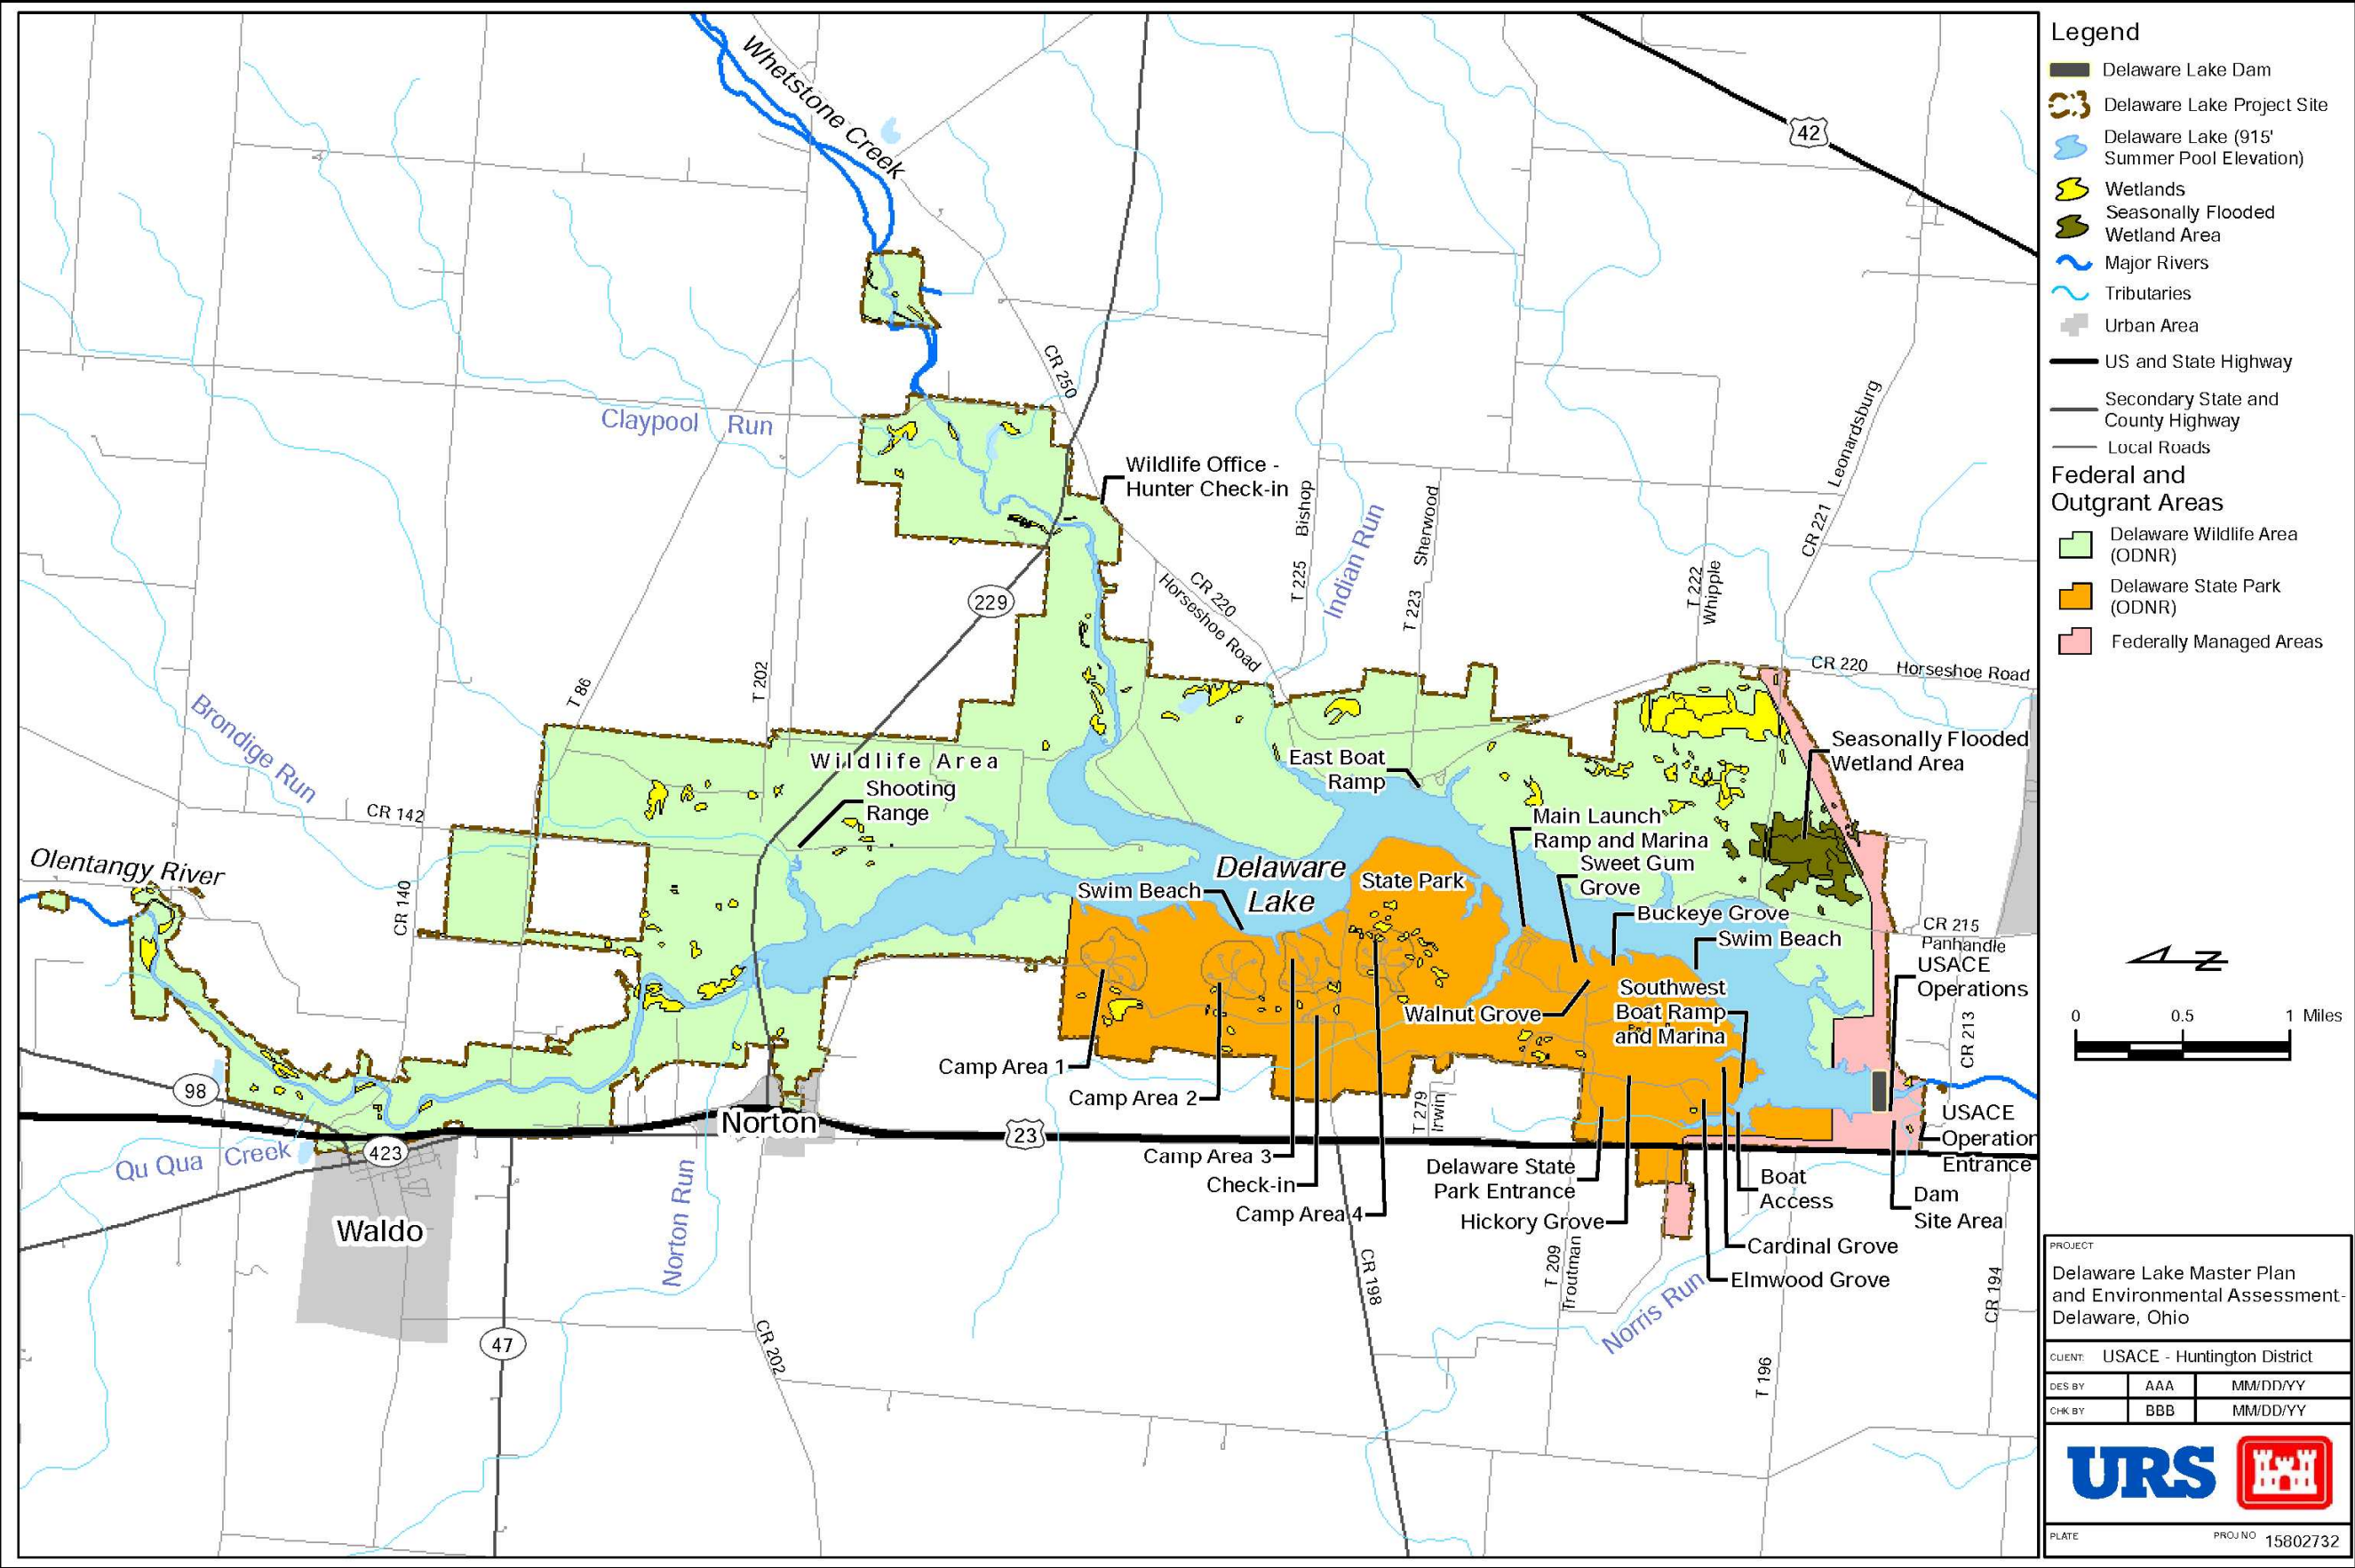 Whetstone Creek
42
Claypool Run
CR 250
Wildlife Office -
Hunter Check-in
T 225 Bishop
Indian Run
T 223 Sherwood
CR 221 Leonardsburg
T 222
Whipple
229
CR 220
Horseshoe Road
T 86
T 202
CR 220 Horseshoe Road
Brondige Run
CR 142
Wildlife Area
Shooting
Range
East Boat
Ramp
Seasonally Flooded
Wetland Area
Main Launch
Ramp and Marina
Sweet Gum
Grove
Olentangy River
CR 140
Delaware
Lake
State Park
Swim Beach
Buckeye Grove
Swim Beach
CR 215
Panhandle
USACE
Operations
Southwest
Boat Ramp
and Marina
Walnut Grove
CR 213
Camp Area 1
Camp Area 2
98
423
Qu Qua Creek
Norton
23
T 279
Irwin
USACE
Operation
Entrance
Camp Area 3
Check-in
Camp Area 4
Delaware State
Park Entrance
Hickory Grove
Boat
Access
Dam
Site Area
Waldo
Norton Run
Cardinal Grove
Elmwood Grove
CR 198
T 209
Troutman
Norris Run
CR 194
47
CR 202
T 196
Legend
Delaware Lake Dam
Delaware Lake Project Site
Delaware Lake (915'
Summer Pool Elevation)
Wetlands
Seasonally Flooded
Wetland Area
Major Rivers
Tributaries
Urban Area
US and State Highway
Secondary State and
County Highway
Local Roads
Federal and
Outgrant Areas
Delaware Wildlife Area
(ODNR)
Delaware State Park
(ODNR)
Federally Managed Areas
N
0 0.5 1 Miles
PROJECT
Delaware Lake Master Plan
and Environmental Assessment-
Delaware, Ohio
CLIENT: USACE - Huntington District
DES BY AAA MM/DD/YY
CHK BY BBB MM/DD/YY
URS
PLATE PROJ NO 15802732